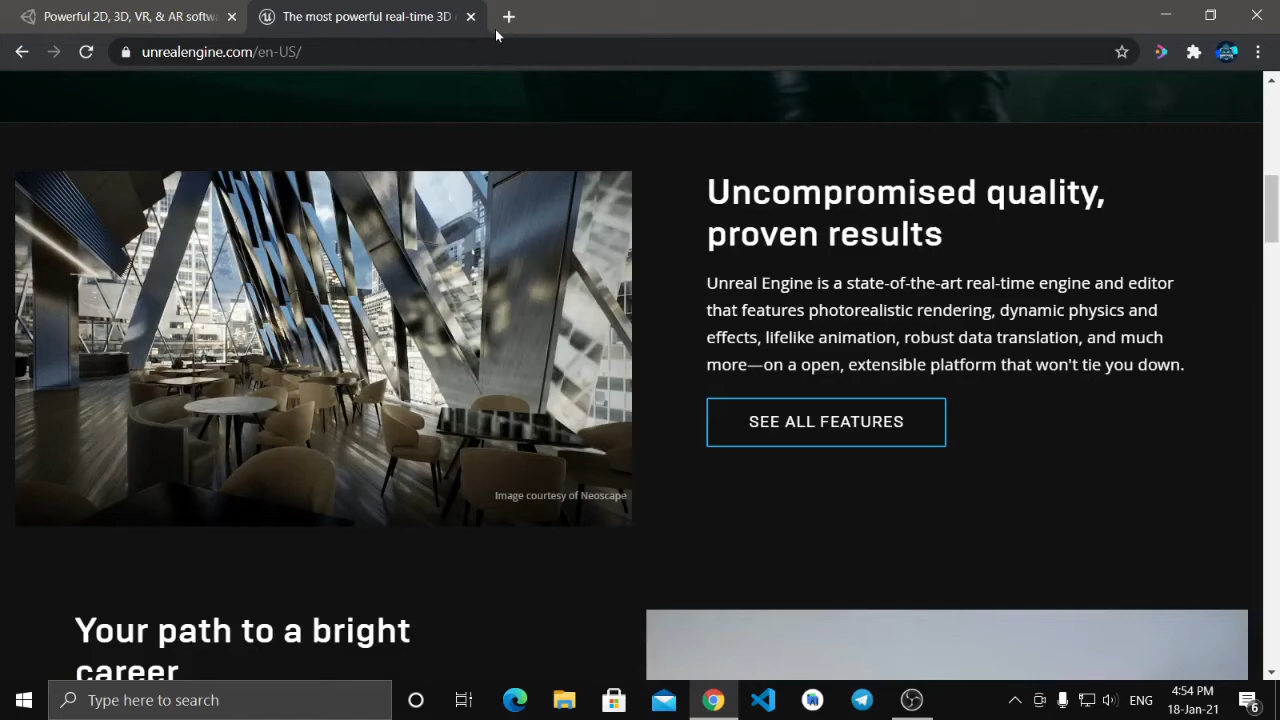 Powerful 2D, 3D, VR, & AR softw
The most powerful real-time 3D
unrealengine.com/en-US/
Uncompromised quality,
proven results
Unreal Engine is a state-of-the-art real-time engine and editor
that features photorealistic rendering, dynamic physics and
effects, lifelike animation, robust data translation, and much
more—on a open, extensible platform that won't tie you down.
SEE ALL FEATURES
Image courtesy of Neoscape
Your path to a bright
career
Type here to search
ENG
4:54 PM
18-Jan-21
6